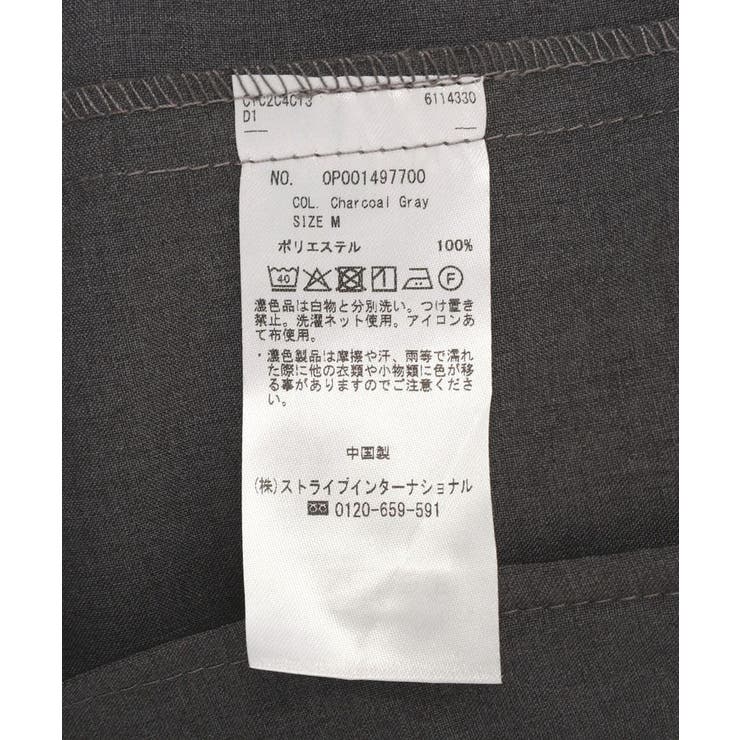 C1C2C4C13 6114330
D1
NO. 0P001497700
COL. Charcoal Gray
SIZE M
ポリエステル 100%
40 F
濃色品は白物と分別洗い。つけ置き
禁止。洗濯ネット使用。アイロンあ
て布使用。
・濃色製品は摩擦や汗、雨等で濡れ
た際に他の衣類や小物類に色が移
る事がありますのでご注意くださ
い。
中国製
(株)ストライプインターナショナル
0120-659-591